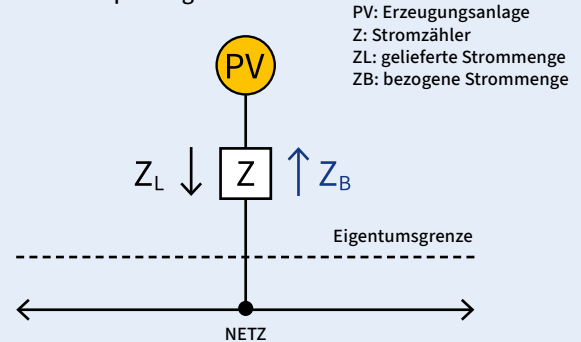 PV: Erzeugungsanlage
Z: Stromzähler
ZL: gelieferte Strommenge
ZB: bezogene Strommenge
PV
ZL
Z
ZB
Eigentumsgrenze
NETZ